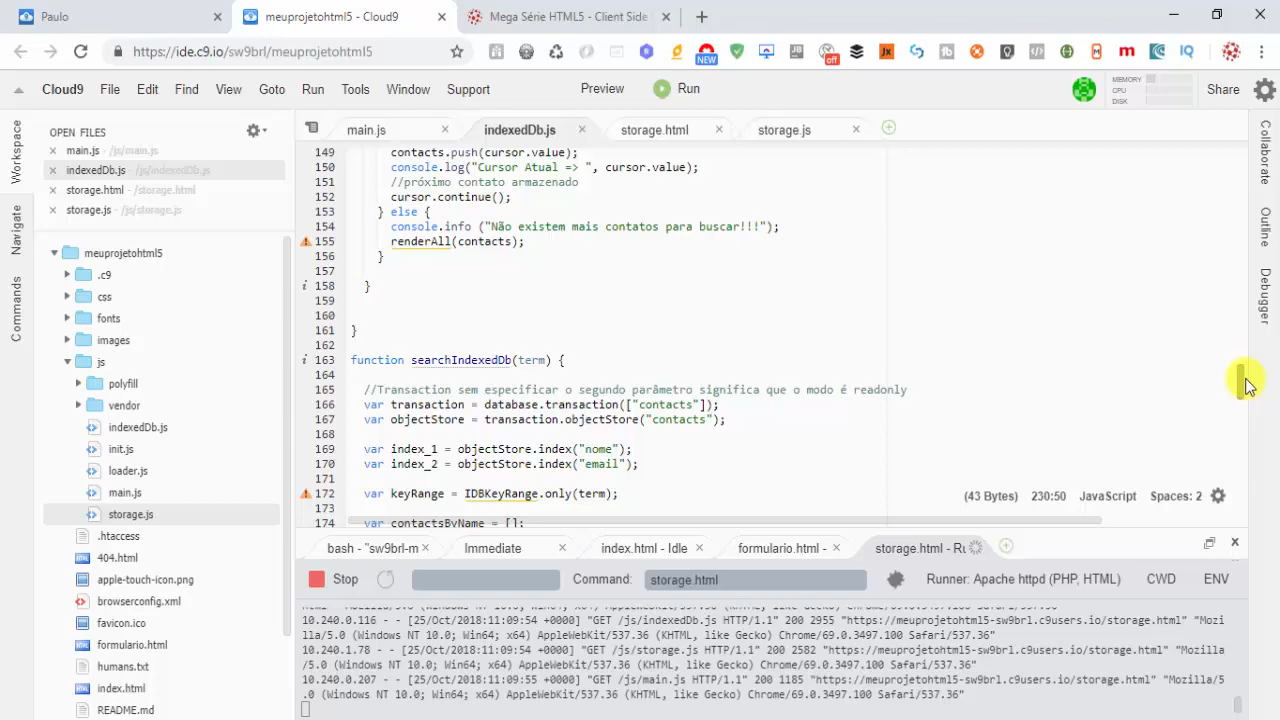 Paulo
meuprojetohtml5 - Cloud9
Mega Série HTML5 - Client Side
https://ide.c9.io/sw9brl/meuprojetohtml5
NEW
off
IQ
Cloud9 File Edit Find View Goto Run Tools Window Support Preview Run
MEMORY
CPU
DISK
Share
Workspace
Navigate
Commands
OPEN FILES
main.js /js/main.js
indexedDb.js /js/indexedDb.js
storage.html /storage.html
storage.js /js/storage.js
meuprojetohtml5
.c9
css
fonts
images
js
polyfill
vendor
indexedDb.js
init.js
loader.js
main.js
storage.js
.htaccess
404.html
apple-touch-icon.png
browserconfig.xml
favicon.ico
formulario.html
humans.txt
index.html
README.md
main.js indexedDb.js storage.html storage.js
149 contacts.push(cursor.value);
150 console.log("Cursor Atual => ", cursor.value);
151 //próximo contato armazenado
152 cursor.continue();
153 } else {
154 console.info ("Não existem mais contatos para buscar!!!");
155 renderAll(contacts);
156 }
157
158 }
159
160
161 }
162
163 function searchIndexedDb(term) {
164
165 //Transaction sem especificar o segundo parâmetro significa que o modo é readonly
166 var transaction = database.transaction(["contacts"]);
167 var objectStore = transaction.objectStore("contacts");
168
169 var index_1 = objectStore.index("nome");
170 var index_2 = objectStore.index("email");
171
172 var keyRange = IDBKeyRange.only(term);
173
174 var contactsByName = [];
(43 Bytes) 230:50 JavaScript Spaces: 2
Collaborate
Outline
Debugger
bash - "sw9brl-m Immediate index.html - Idle formulario.html - storage.html - Ru
Stop Command: storage.html Runner: Apache httpd (PHP, HTML) CWD ENV
10.240.0.116 - - [25/Oct/2018:11:09:54 +0000] "GET /js/indexedDb.js HTTP/1.1" 200 2955 "https://meuprojetohtml5-sw9brl.c9users.io/storage.html" "Mozi
lla/5.0 (Windows NT 10.0; Win64; x64) AppleWebKit/537.36 (KHTML, like Gecko) Chrome/69.0.3497.100 Safari/537.36"
10.240.1.78 - - [25/Oct/2018:11:09:54 +0000] "GET /js/storage.js HTTP/1.1" 200 2582 "https://meuprojetohtml5-sw9brl.c9users.io/storage.html" "Mozilla
/5.0 (Windows NT 10.0; Win64; x64) AppleWebKit/537.36 (KHTML, like Gecko) Chrome/69.0.3497.100 Safari/537.36"
10.240.0.207 - - [25/Oct/2018:11:09:55 +0000] "GET /js/main.js HTTP/1.1" 200 1185 "https://meuprojetohtml5-sw9brl.c9users.io/storage.html" "Mozilla/5
.0 (Windows NT 10.0; Win64; x64) AppleWebKit/537.36 (KHTML, like Gecko) Chrome/69.0.3497.100 Safari/537.36"